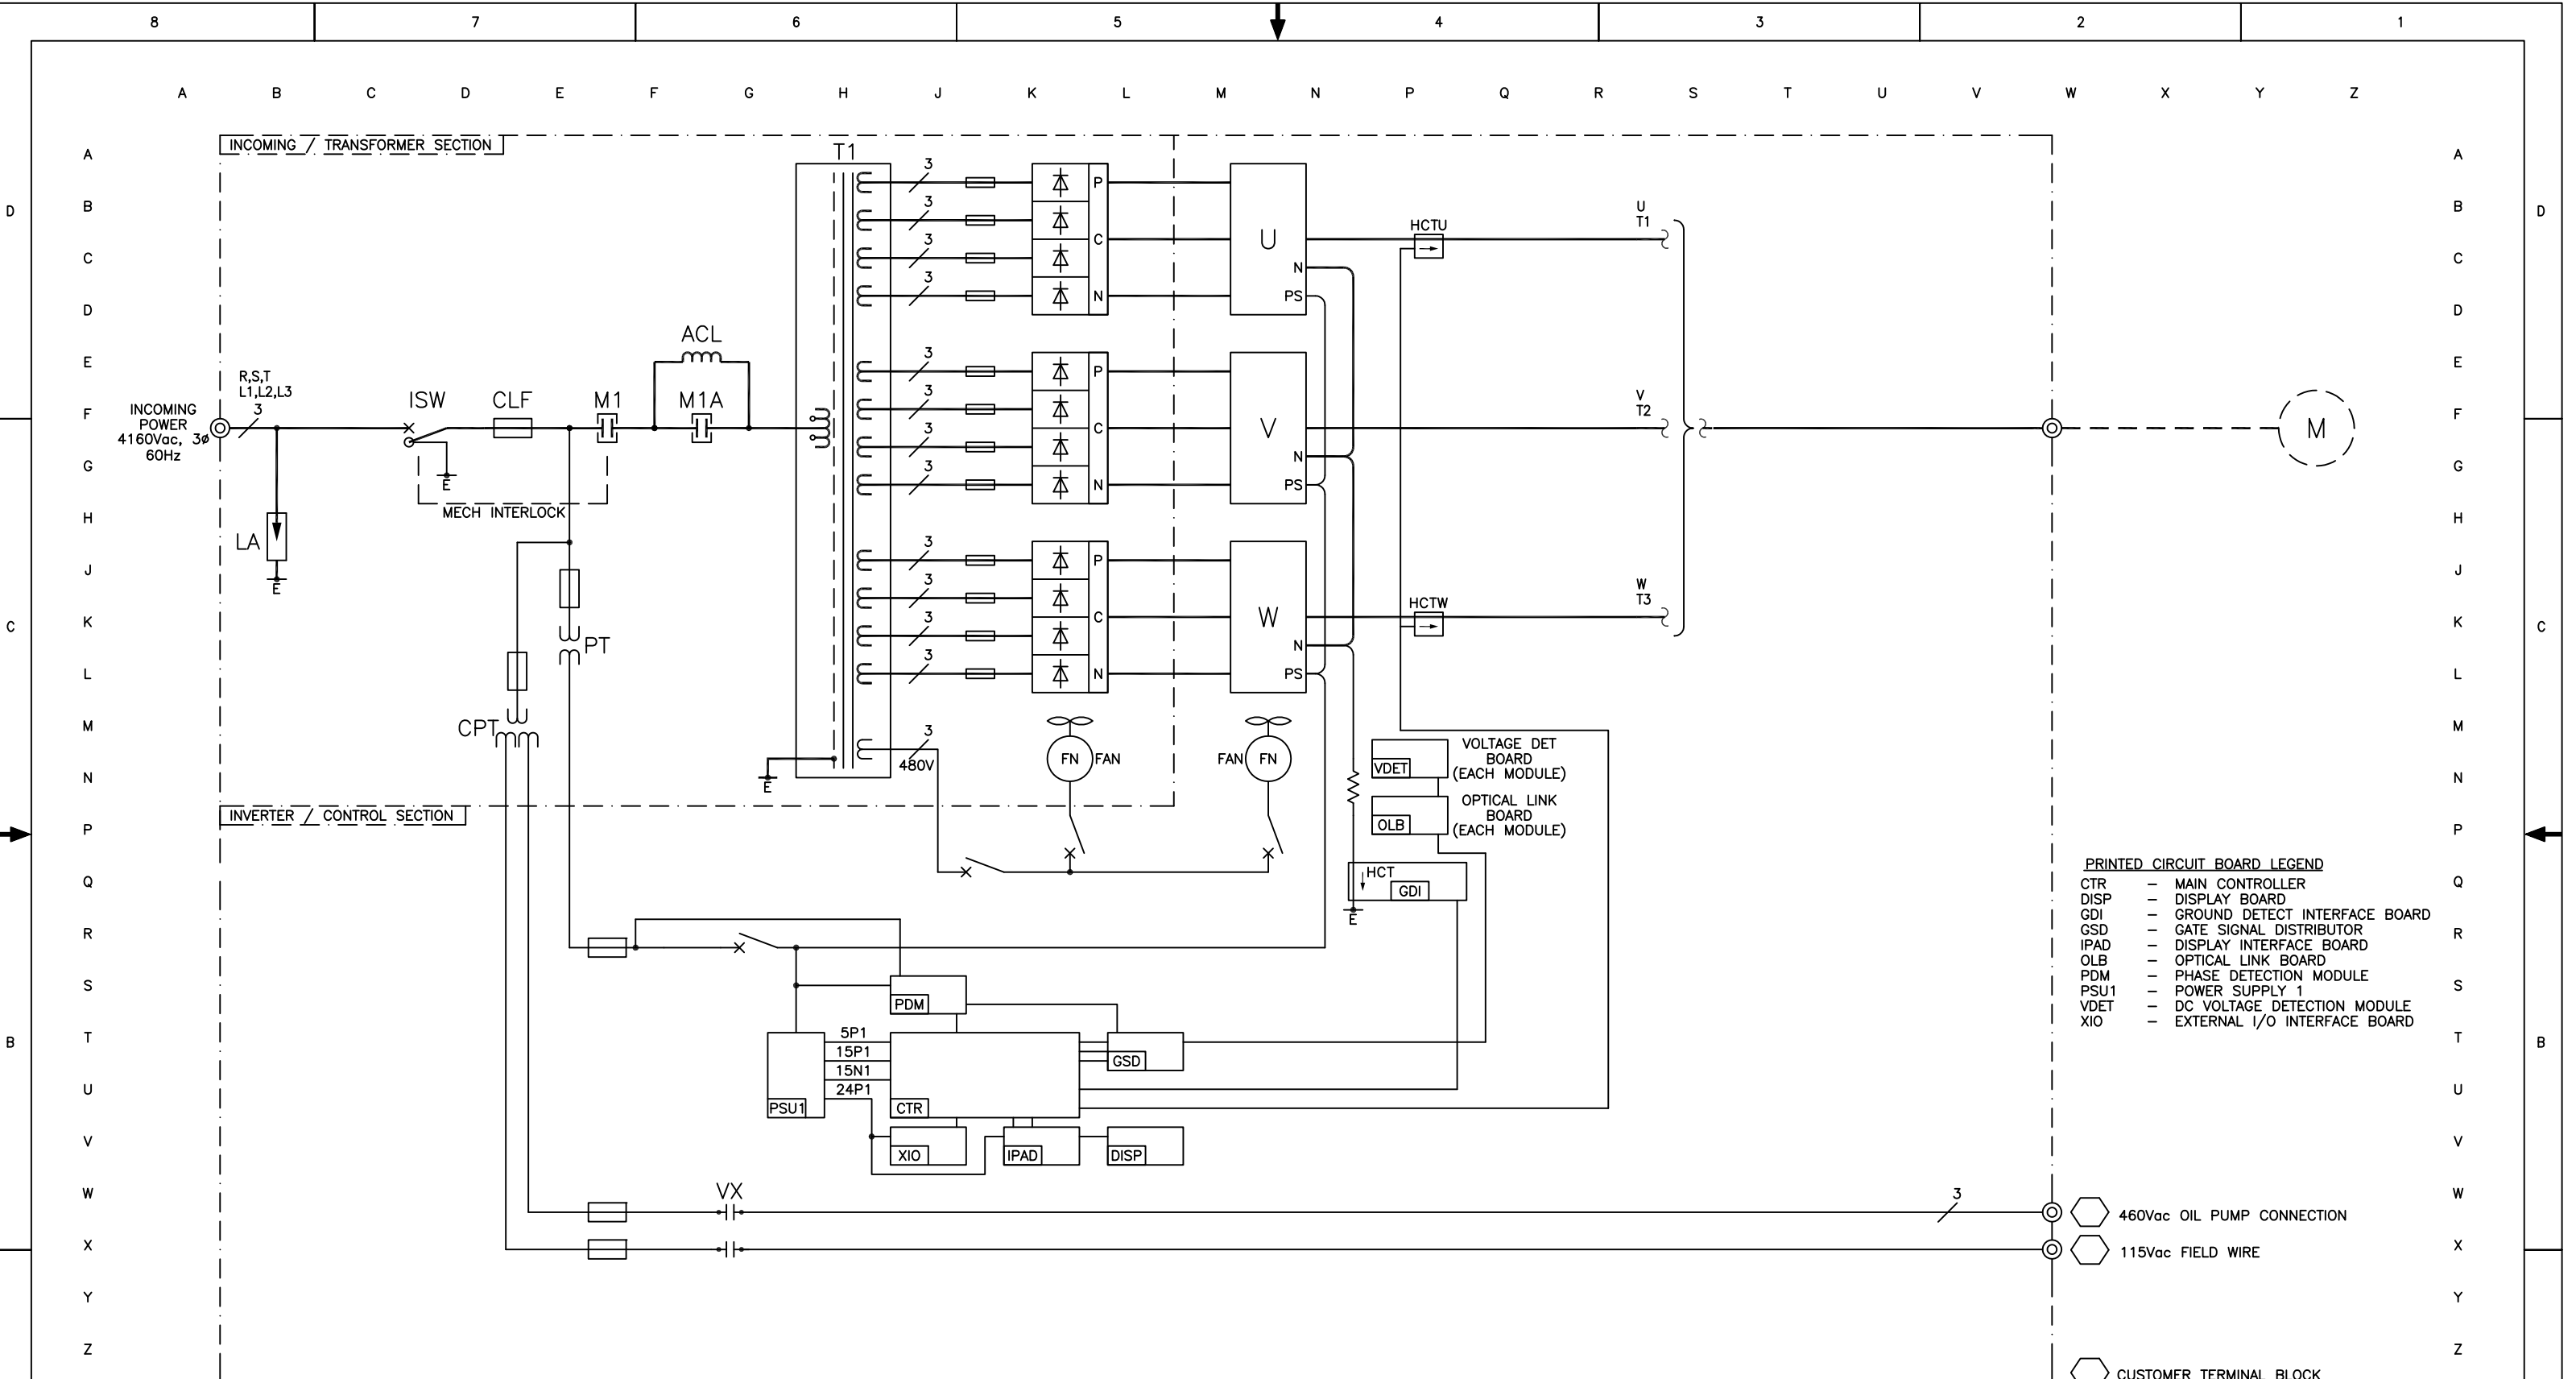 8 7 6 5 4 3 2 1
A B C D E F G H J K L M N P Q R S T U V W X Y Z
INCOMING / TRANSFORMER SECTION
T1
A A
3
P
B B
D D
3
U
T1
HCTU
C U
C C
3
N
3
N PS
D D
ACL
E E
3
P
R,S,T
L1,L2,L3
3
ISW CLF M1 M1A
3
V
T2
INCOMING
POWER
4160Vac, 3ø
60Hz
F F
C V M
3
N
G G
E
3
N PS
MECH INTERLOCK
H H
LA
3
P
J J
E
3
W
T3
HCTW
K K
C C
C W
3
PT
N
3
L L
N PS
M M
CPT
3
480V
FN FAN
FAN FN
VDET
VOLTAGE DET
BOARD
(EACH MODULE)
N N
E
OLB
OPTICAL LINK
BOARD
(EACH MODULE)
INVERTER / CONTROL SECTION
P P
HCT
GDI
E
Q Q
PRINTED CIRCUIT BOARD LEGEND
CTR – MAIN CONTROLLER
DISP – DISPLAY BOARD
GDI – GROUND DETECT INTERFACE BOARD
GSD – GATE SIGNAL DISTRIBUTOR
IPAD – DISPLAY INTERFACE BOARD
OLB – OPTICAL LINK BOARD
PDM – PHASE DETECTION MODULE
PSU1 – POWER SUPPLY 1
VDET – DC VOLTAGE DETECTION MODULE
XIO – EXTERNAL I/O INTERFACE BOARD
R R
S S
PDM
T T
B B
5P1
15P1
15N1
24P1
GSD
U U
PSU1 CTR
V V
XIO IPAD DISP
W W
VX
3
460Vac OIL PUMP CONNECTION
X X
115Vac FIELD WIRE
Y Y
Z Z
CUSTOMER TERMINAL BLOCK